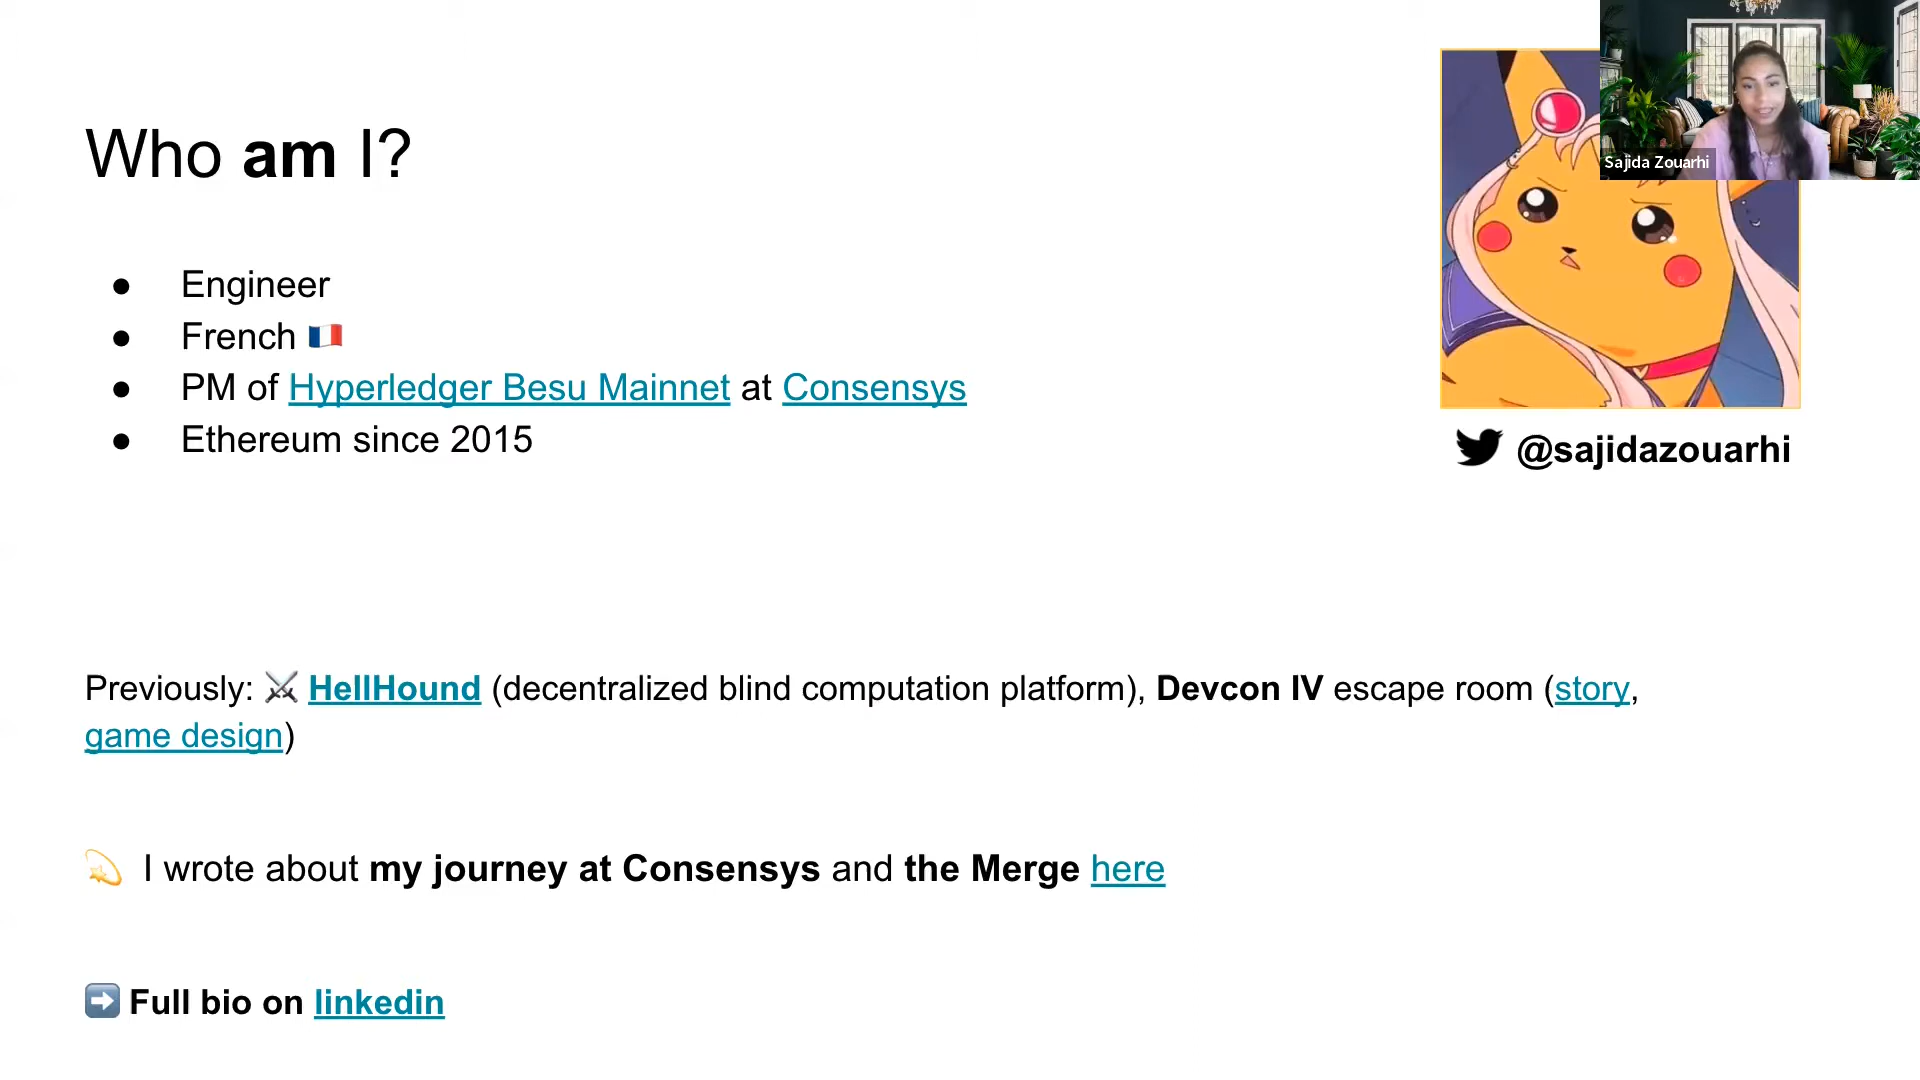 Sajida Zouarhi
Who am I?
● Engineer
● French 🇫🇷
● PM of Hyperledger Besu Mainnet at Consensys
● Ethereum since 2015
@sajidazouarhi
Previously: ⚔️ HellHound (decentralized blind computation platform), Devcon IV escape room (story,
game design)
💫 I wrote about my journey at Consensys and the Merge here
➡️ Full bio on linkedin